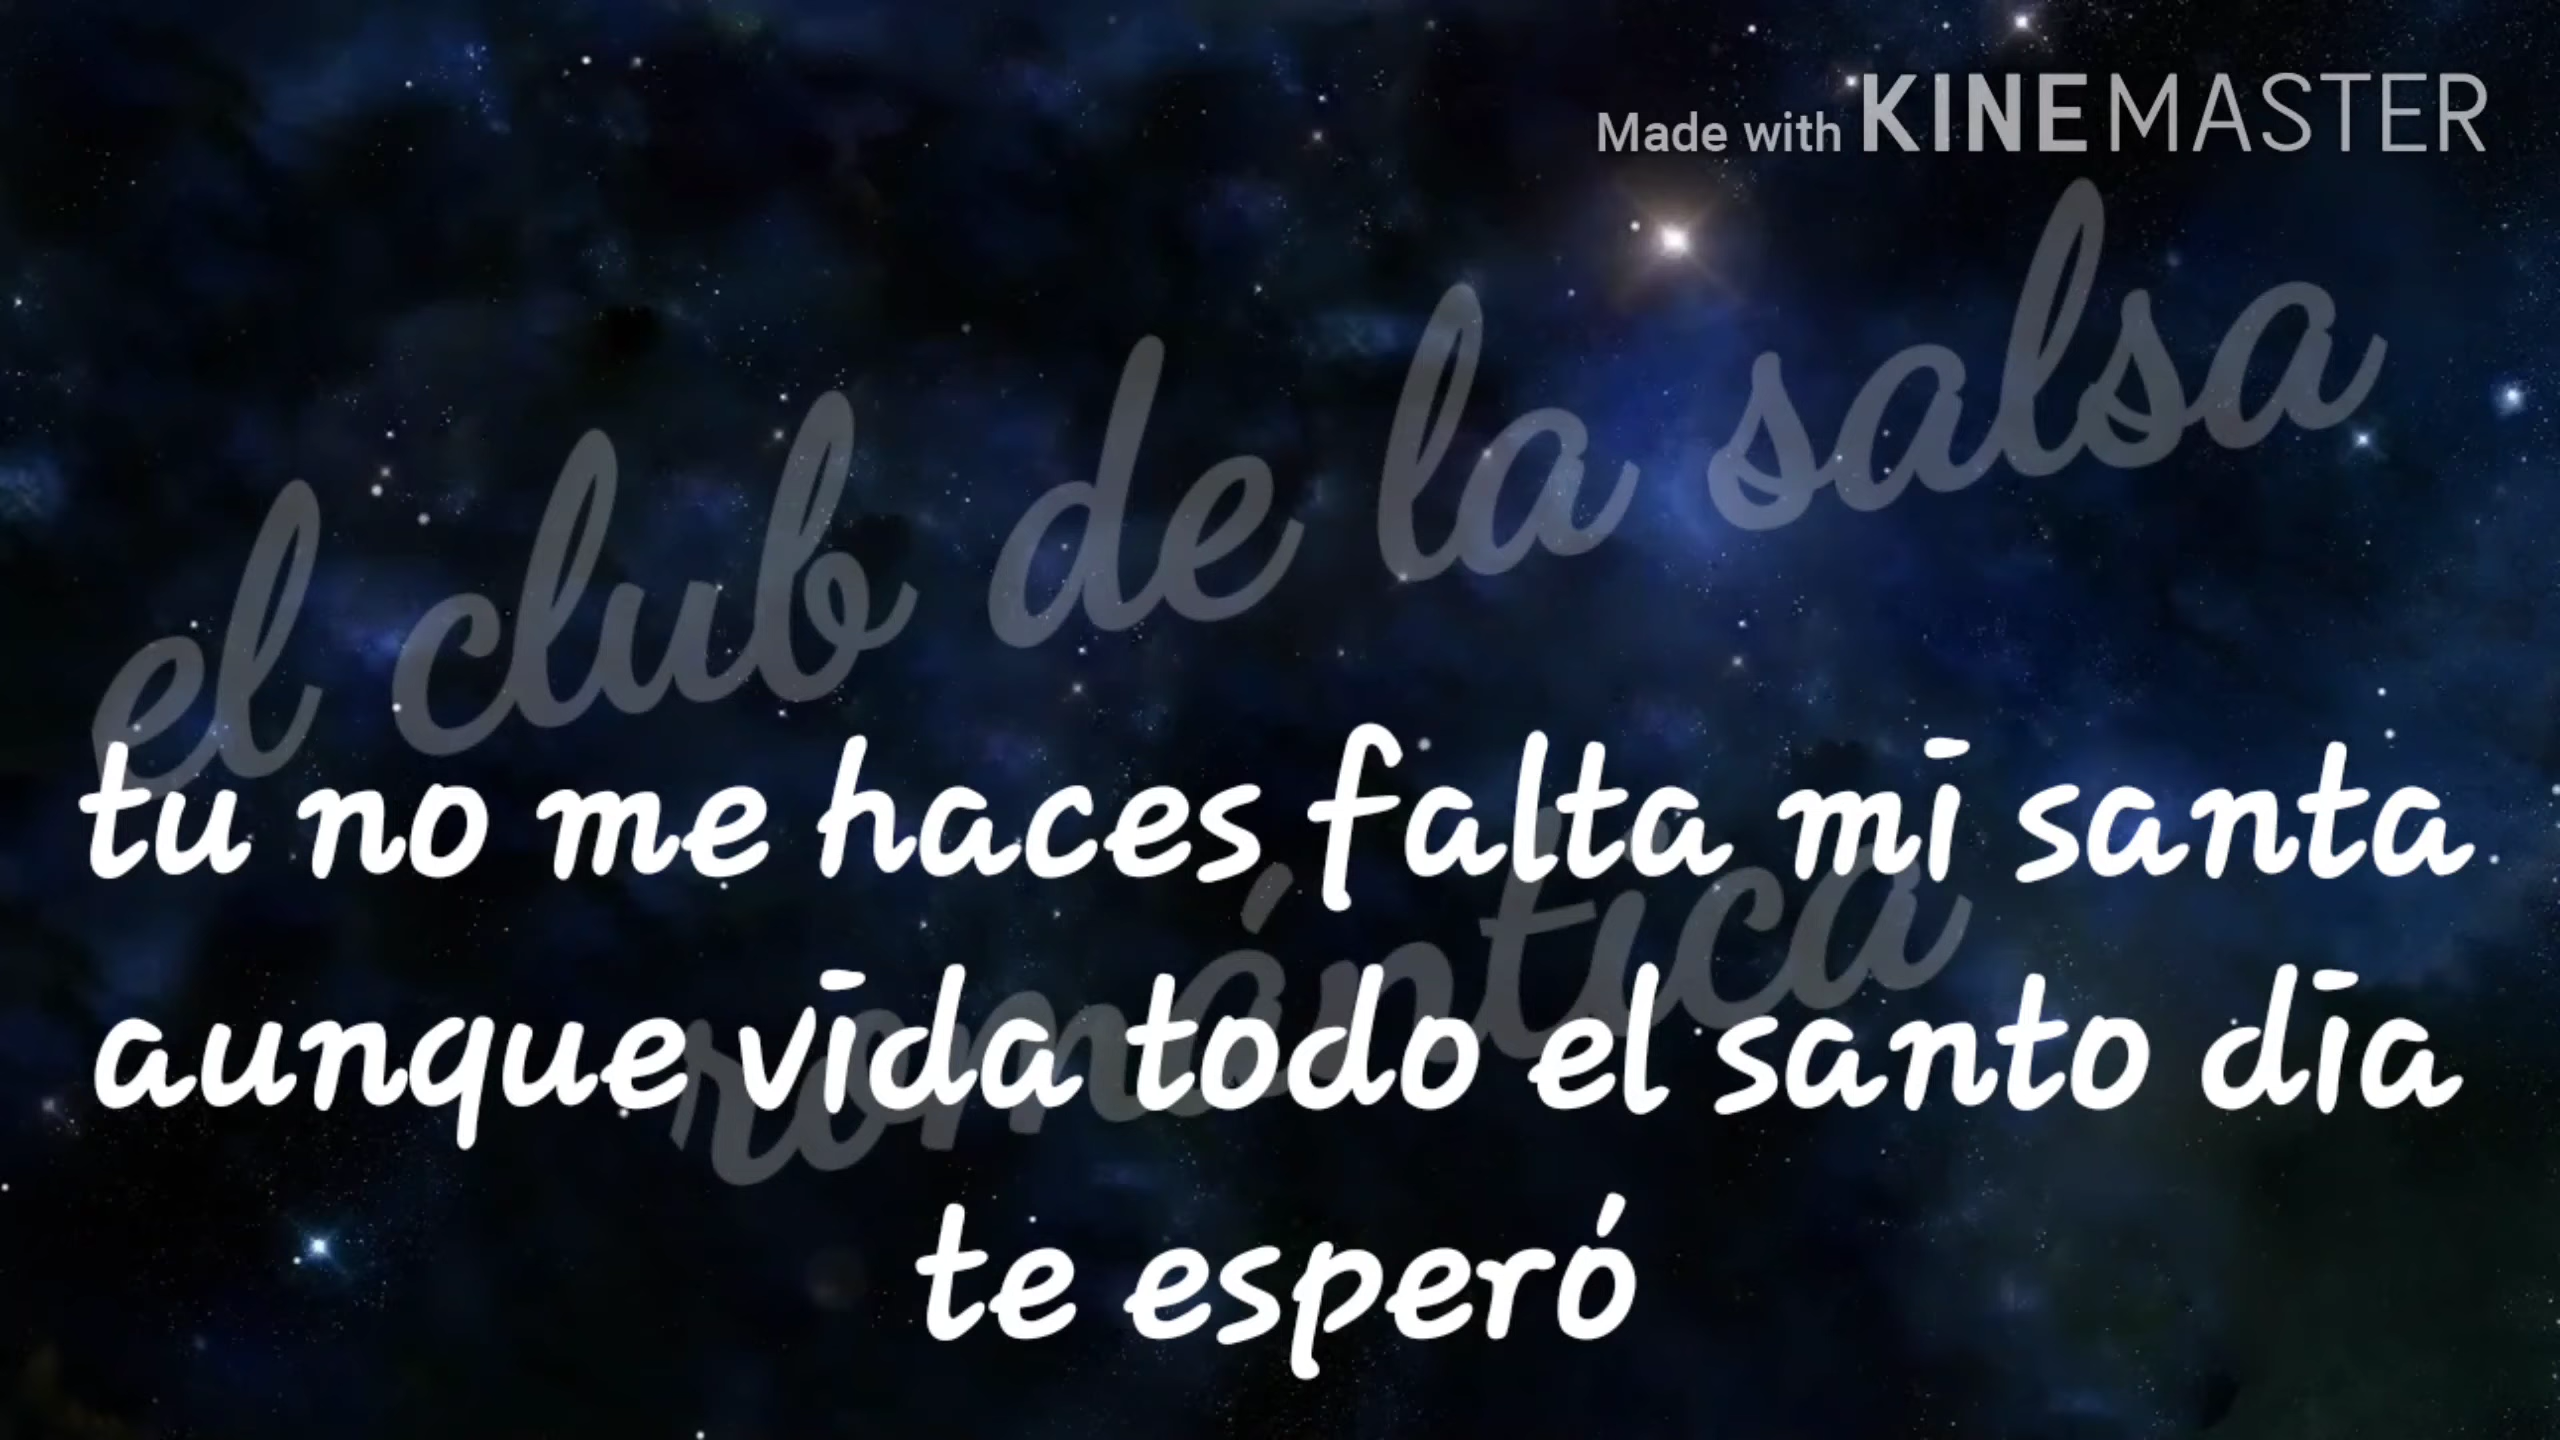 Made with KINEMASTER
el club de la salsa
romántica
tu no me haces falta mi santa
aunque vida todo el santo dia
te esperó